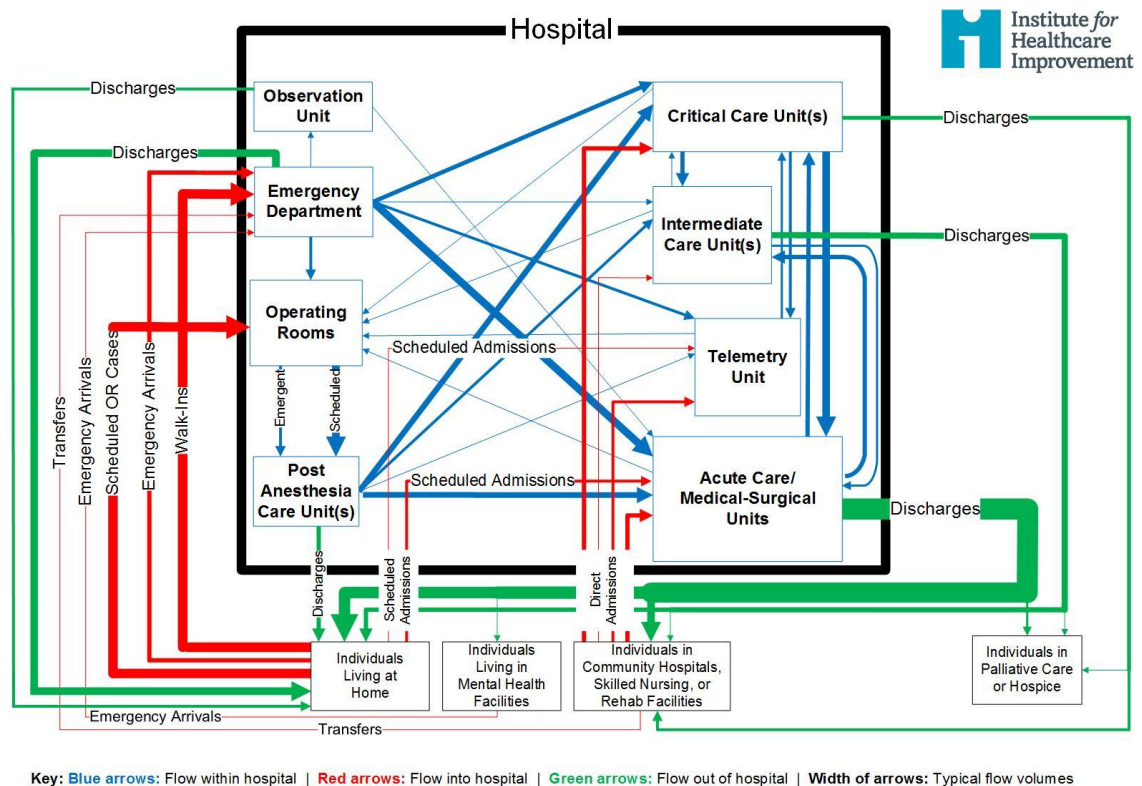 Hospital
Institute for
Healthcare
Improvement
Discharges
Observation
Unit
Critical Care Unit(s)
Discharges
Discharges
Emergency
Department
Intermediate
Care Unit(s)
Discharges
Operating
Rooms
Scheduled Admissions
Telemetry
Unit
Transfers
Emergency Arrivals
Scheduled OR Cases
Emergency Arrivals
Walk-Ins
Emergent
Scheduled
Post
Anesthesia
Care Unit(s)
Scheduled Admissions
Acute Care/
Medical-Surgical
Units
Discharges
Discharges
Scheduled
Admissions
Direct
Admissions
Individuals
Living at
Home
Individuals
Living in
Mental Health
Facilities
Individuals in
Community Hospitals,
Skilled Nursing, or
Rehab Facilities
Individuals in
Palliative Care
or Hospice
Emergency Arrivals
Transfers
Key: Blue arrows: Flow within hospital | Red arrows: Flow into hospital | Green arrows: Flow out of hospital | Width of arrows: Typical flow volumes